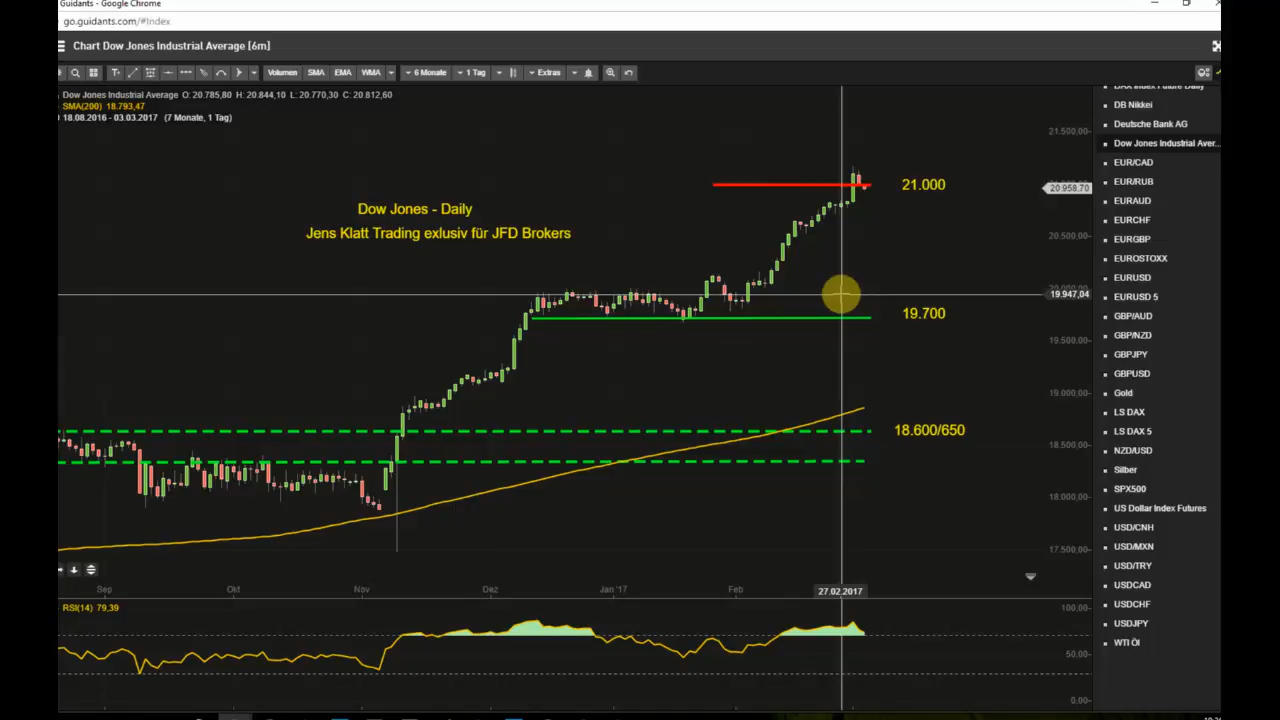 Guidants - Google Chrome
go.guidants.com/#Index
Chart Dow Jones Industrial Average [6m]
Volumen SMA EMA WMA 6 Monate 1 Tag Extras
Dow Jones Industrial Average O: 20.785,80 H: 20.844,10 L: 20.770,30 C: 20.812,60
SMA(200) 18.793,47
18.08.2016 - 03.03.2017 (7 Monate, 1 Tag)
Dow Jones - Daily
Jens Klatt Trading exlusiv für JFD Brokers
21.000
19.700
18.600/650
21.500,00
20 958,70
20.500,00
19.947,04
19.500,00
19.000,00
18.500,00
18.000,00
17.500,00
Sep Okt Nov Dez Jan '17 Feb 27.02.2017
RSI(14) 79,39
100,00
50,00
0,00
DAX Index Future Daily
DB Nikkei
Deutsche Bank AG
Dow Jones Industrial Aver...
EUR/CAD
EUR/RUB
EURAUD
EURCHF
EURGBP
EUROSTOXX
EURUSD
EURUSD 5
GBP/AUD
GBP/NZD
GBPJPY
GBPUSD
Gold
LS DAX
LS DAX 5
NZD/USD
Silber
SPX500
US Dollar Index Futures
USD/CNH
USD/MXN
USD/TRY
USDCAD
USDCHF
USDJPY
WTI Öl